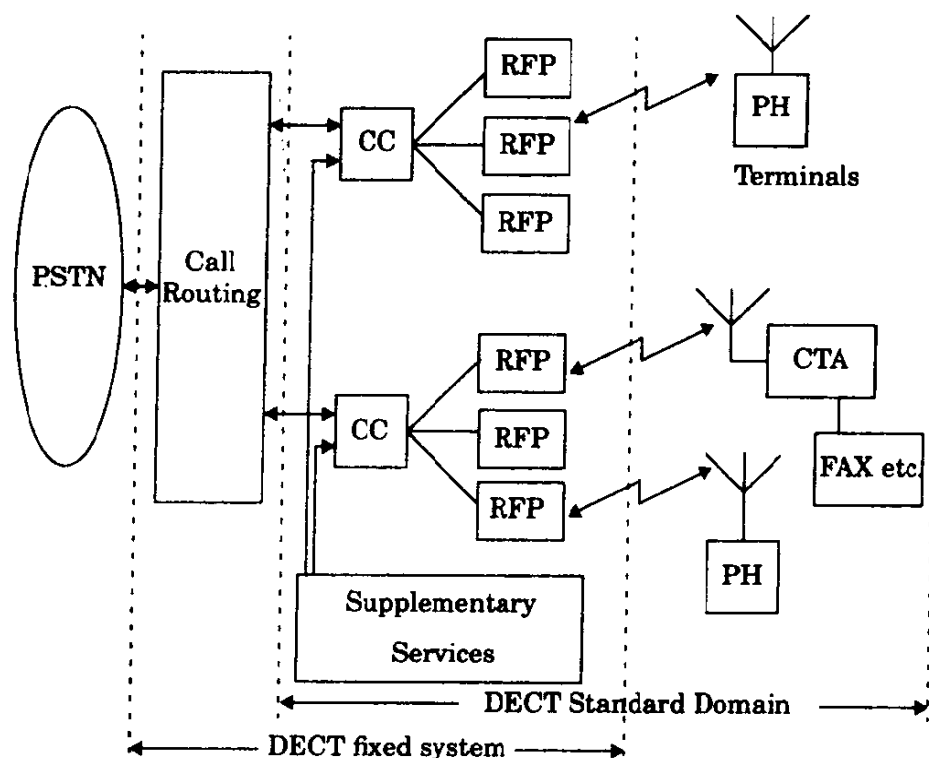 RFP
PH
CC
RFP
Terminals
RFP
PSTN
Call
Routing
RFP
CTA
CC
RFP
FAX etc.
RFP
PH
Supplementary
Services
DECT Standard Domain
DECT fixed system